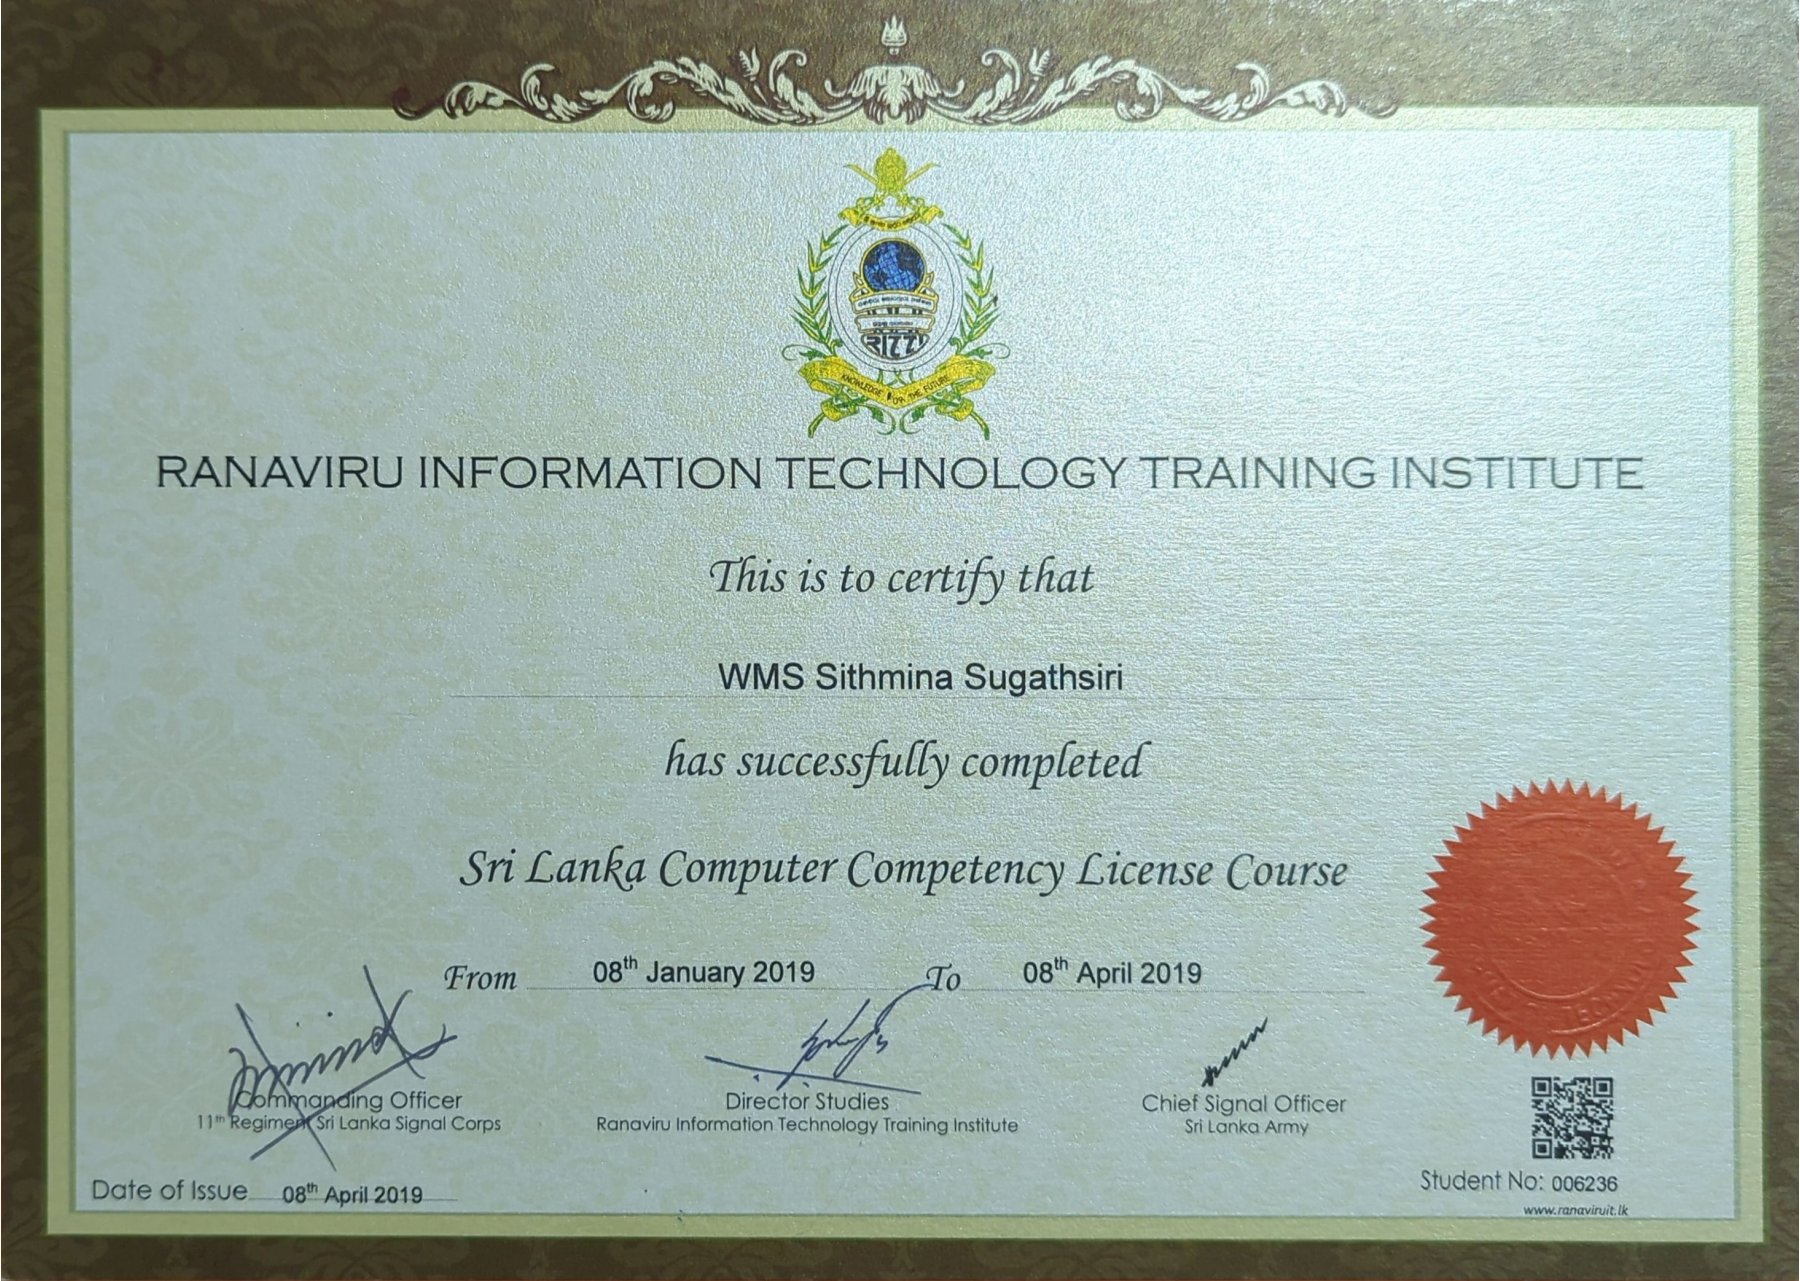 KNOWLEDGE FOR THE FUTURE
RANAVIRU INFORMATION TECHNOLOGY TRAINING INSTITUTE
This is to certify that
WMS Sithmina Sugathsiri
has successfully completed
Sri Lanka Computer Competency License Course
From 08th January 2019 To 08th April 2019
Commanding Officer
11th Regiment Sri Lanka Signal Corps
Director Studies
Ranaviru Information Technology Training Institute
Chief Signal Officer
Sri Lanka Army
Date of Issue 08th April 2019
Student No: 006236
www.ranaviruit.lk